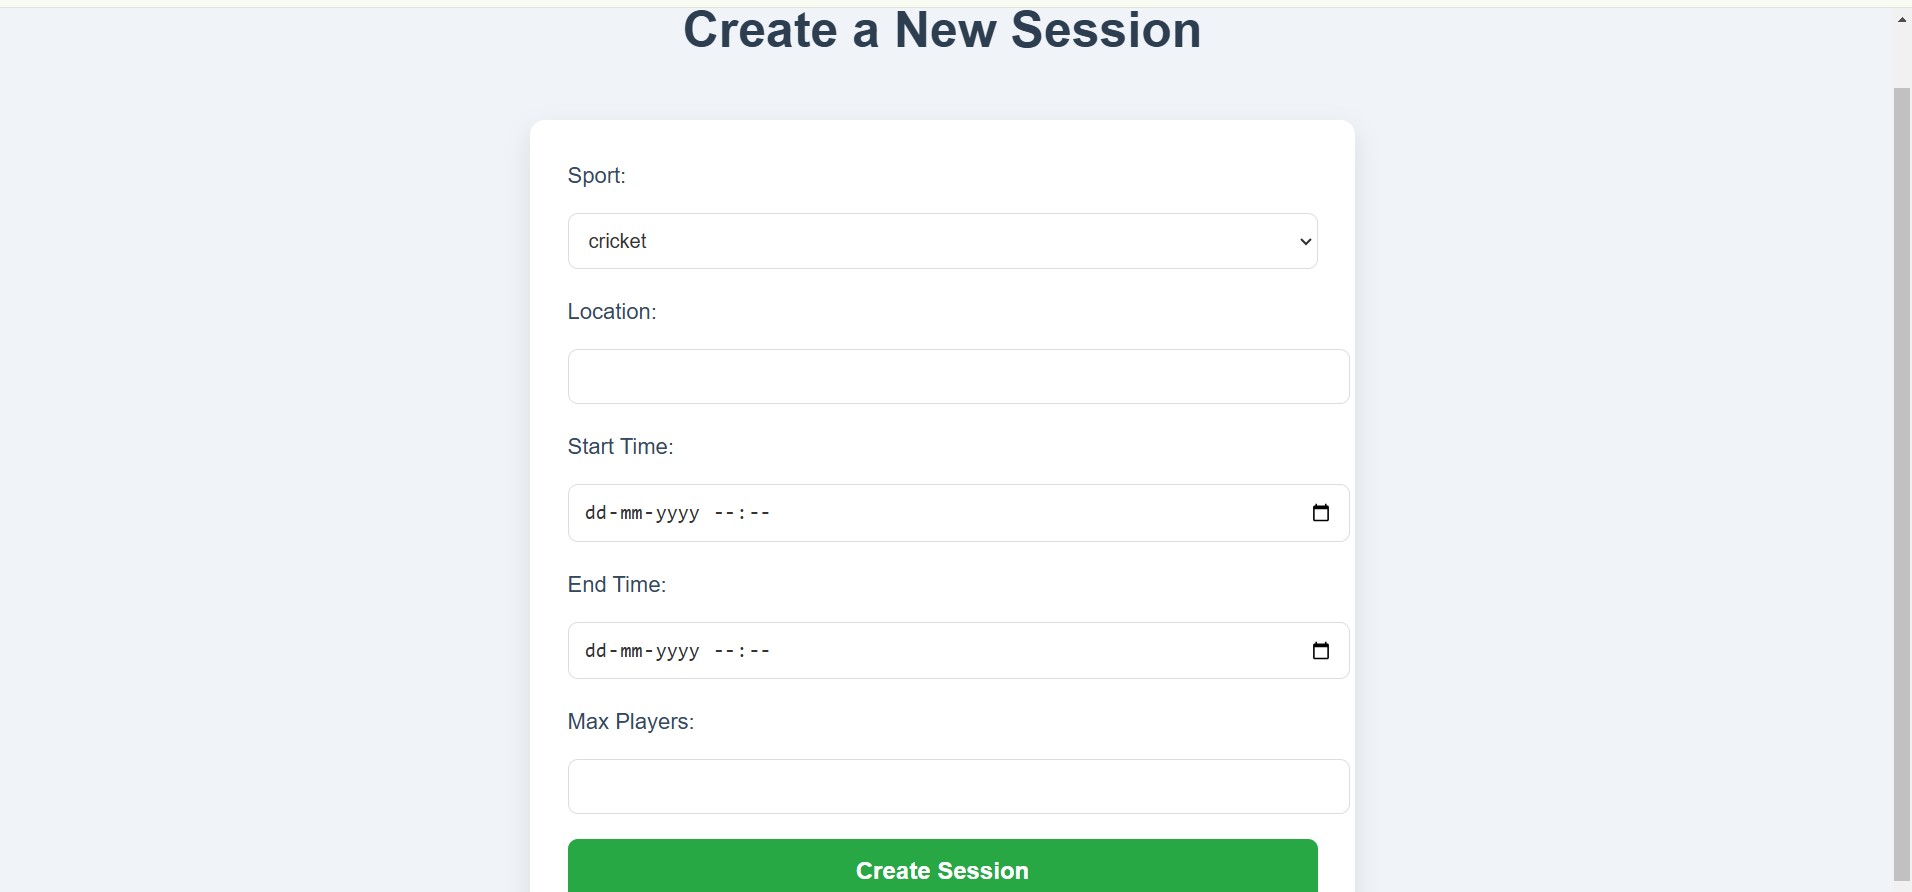 Create a New Session
Sport:
cricket
Location:
Start Time:
dd-mm-yyyy --:--
End Time:
dd-mm-yyyy --:--
Max Players:
Create Session